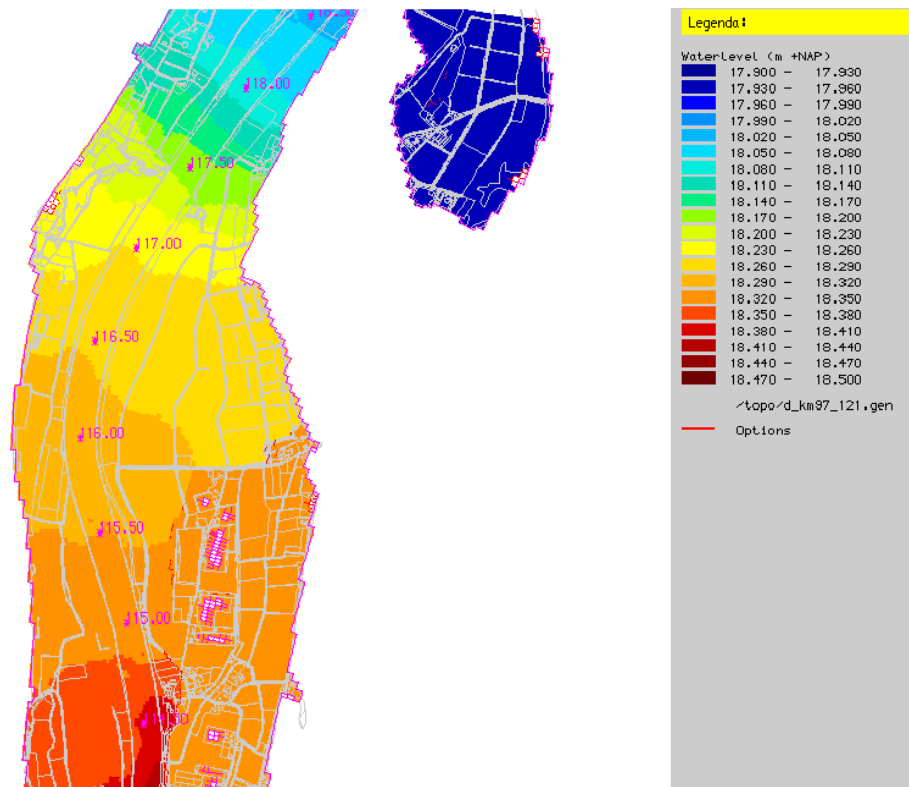 118.50
118.00
117.50
117.00
116.50
116.00
115.50
115.00
114.50
Legenda:
WaterLevel (m +NAP)
17.900 - 17.930
17.930 - 17.960
17.960 - 17.990
17.990 - 18.020
18.020 - 18.050
18.050 - 18.080
18.080 - 18.110
18.110 - 18.140
18.140 - 18.170
18.170 - 18.200
18.200 - 18.230
18.230 - 18.260
18.260 - 18.290
18.290 - 18.320
18.320 - 18.350
18.350 - 18.380
18.380 - 18.410
18.410 - 18.440
18.440 - 18.470
18.470 - 18.500
/topo/d_km97_121.gen
Options